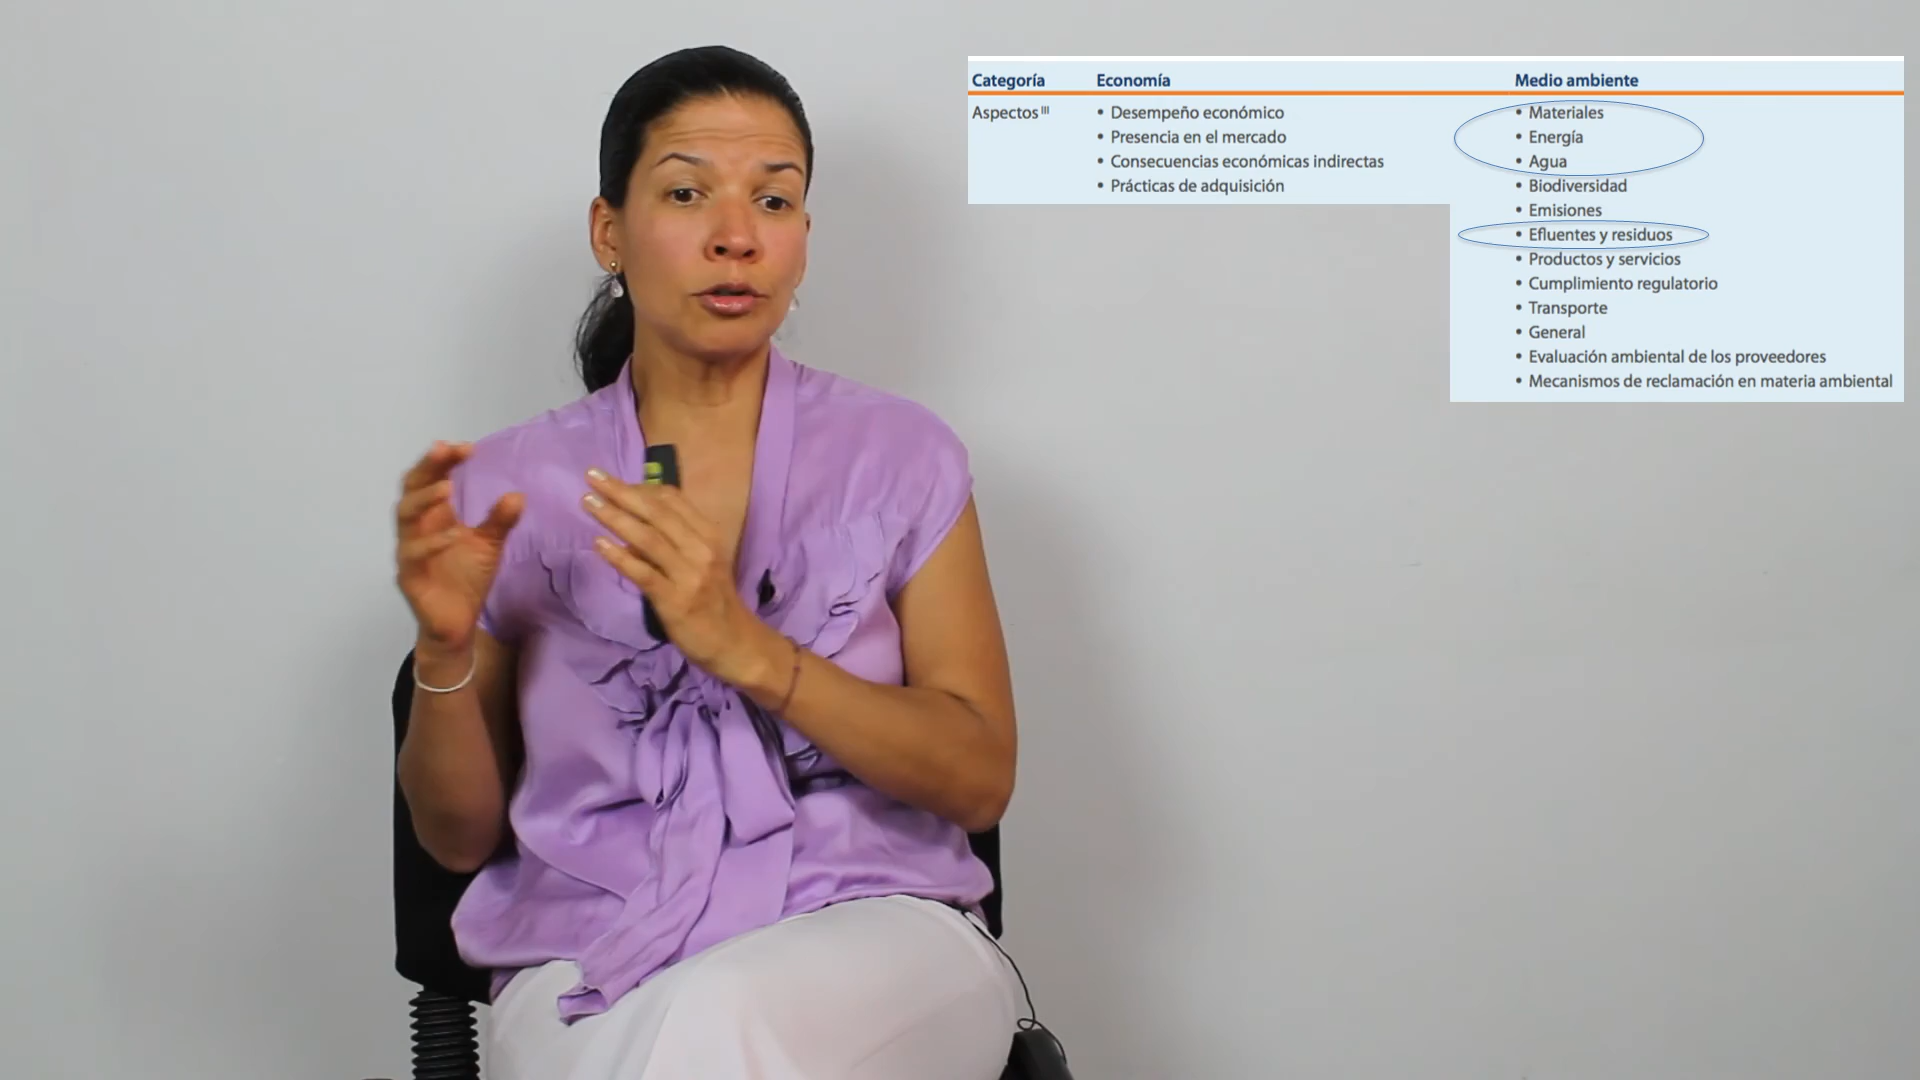 Categoría Economía Medio ambiente
Aspectos III • Desempeño económico • Materiales
• Presencia en el mercado • Energía
• Consecuencias económicas indirectas • Agua
• Prácticas de adquisición • Biodiversidad
• Emisiones
• Efluentes y residuos
• Productos y servicios
• Cumplimiento regulatorio
• Transporte
• General
• Evaluación ambiental de los proveedores
• Mecanismos de reclamación en materia ambiental